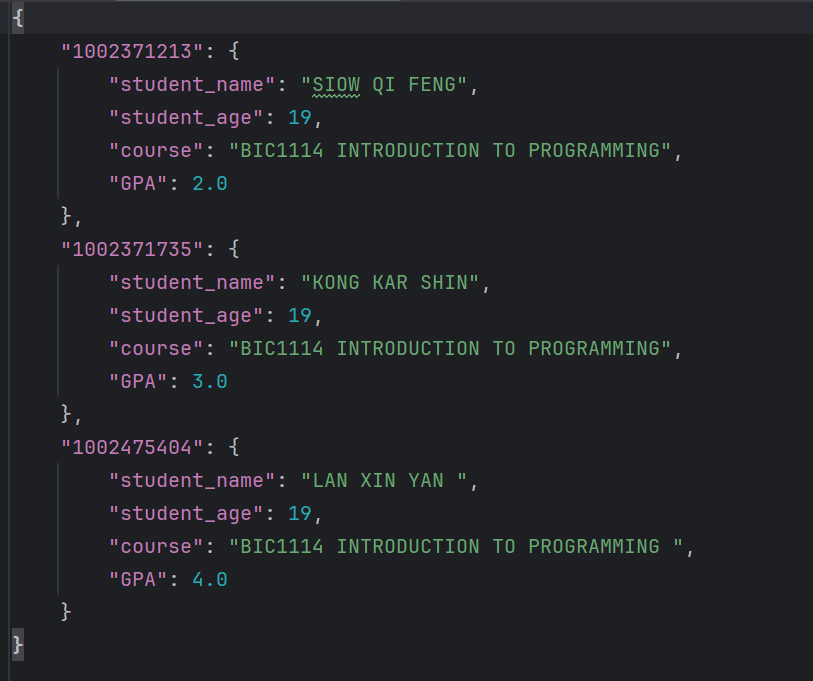 {
    "1002371213": {
        "student_name": "SIOW QI FENG",
        "student_age": 19,
        "course": "BIC1114 INTRODUCTION TO PROGRAMMING",
        "GPA": 2.0
    },
    "1002371735": {
        "student_name": "KONG KAR SHIN",
        "student_age": 19,
        "course": "BIC1114 INTRODUCTION TO PROGRAMMING",
        "GPA": 3.0
    },
    "1002475404": {
        "student_name": "LAN XIN YAN ",
        "student_age": 19,
        "course": "BIC1114 INTRODUCTION TO PROGRAMMING ",
        "GPA": 4.0
    }
}